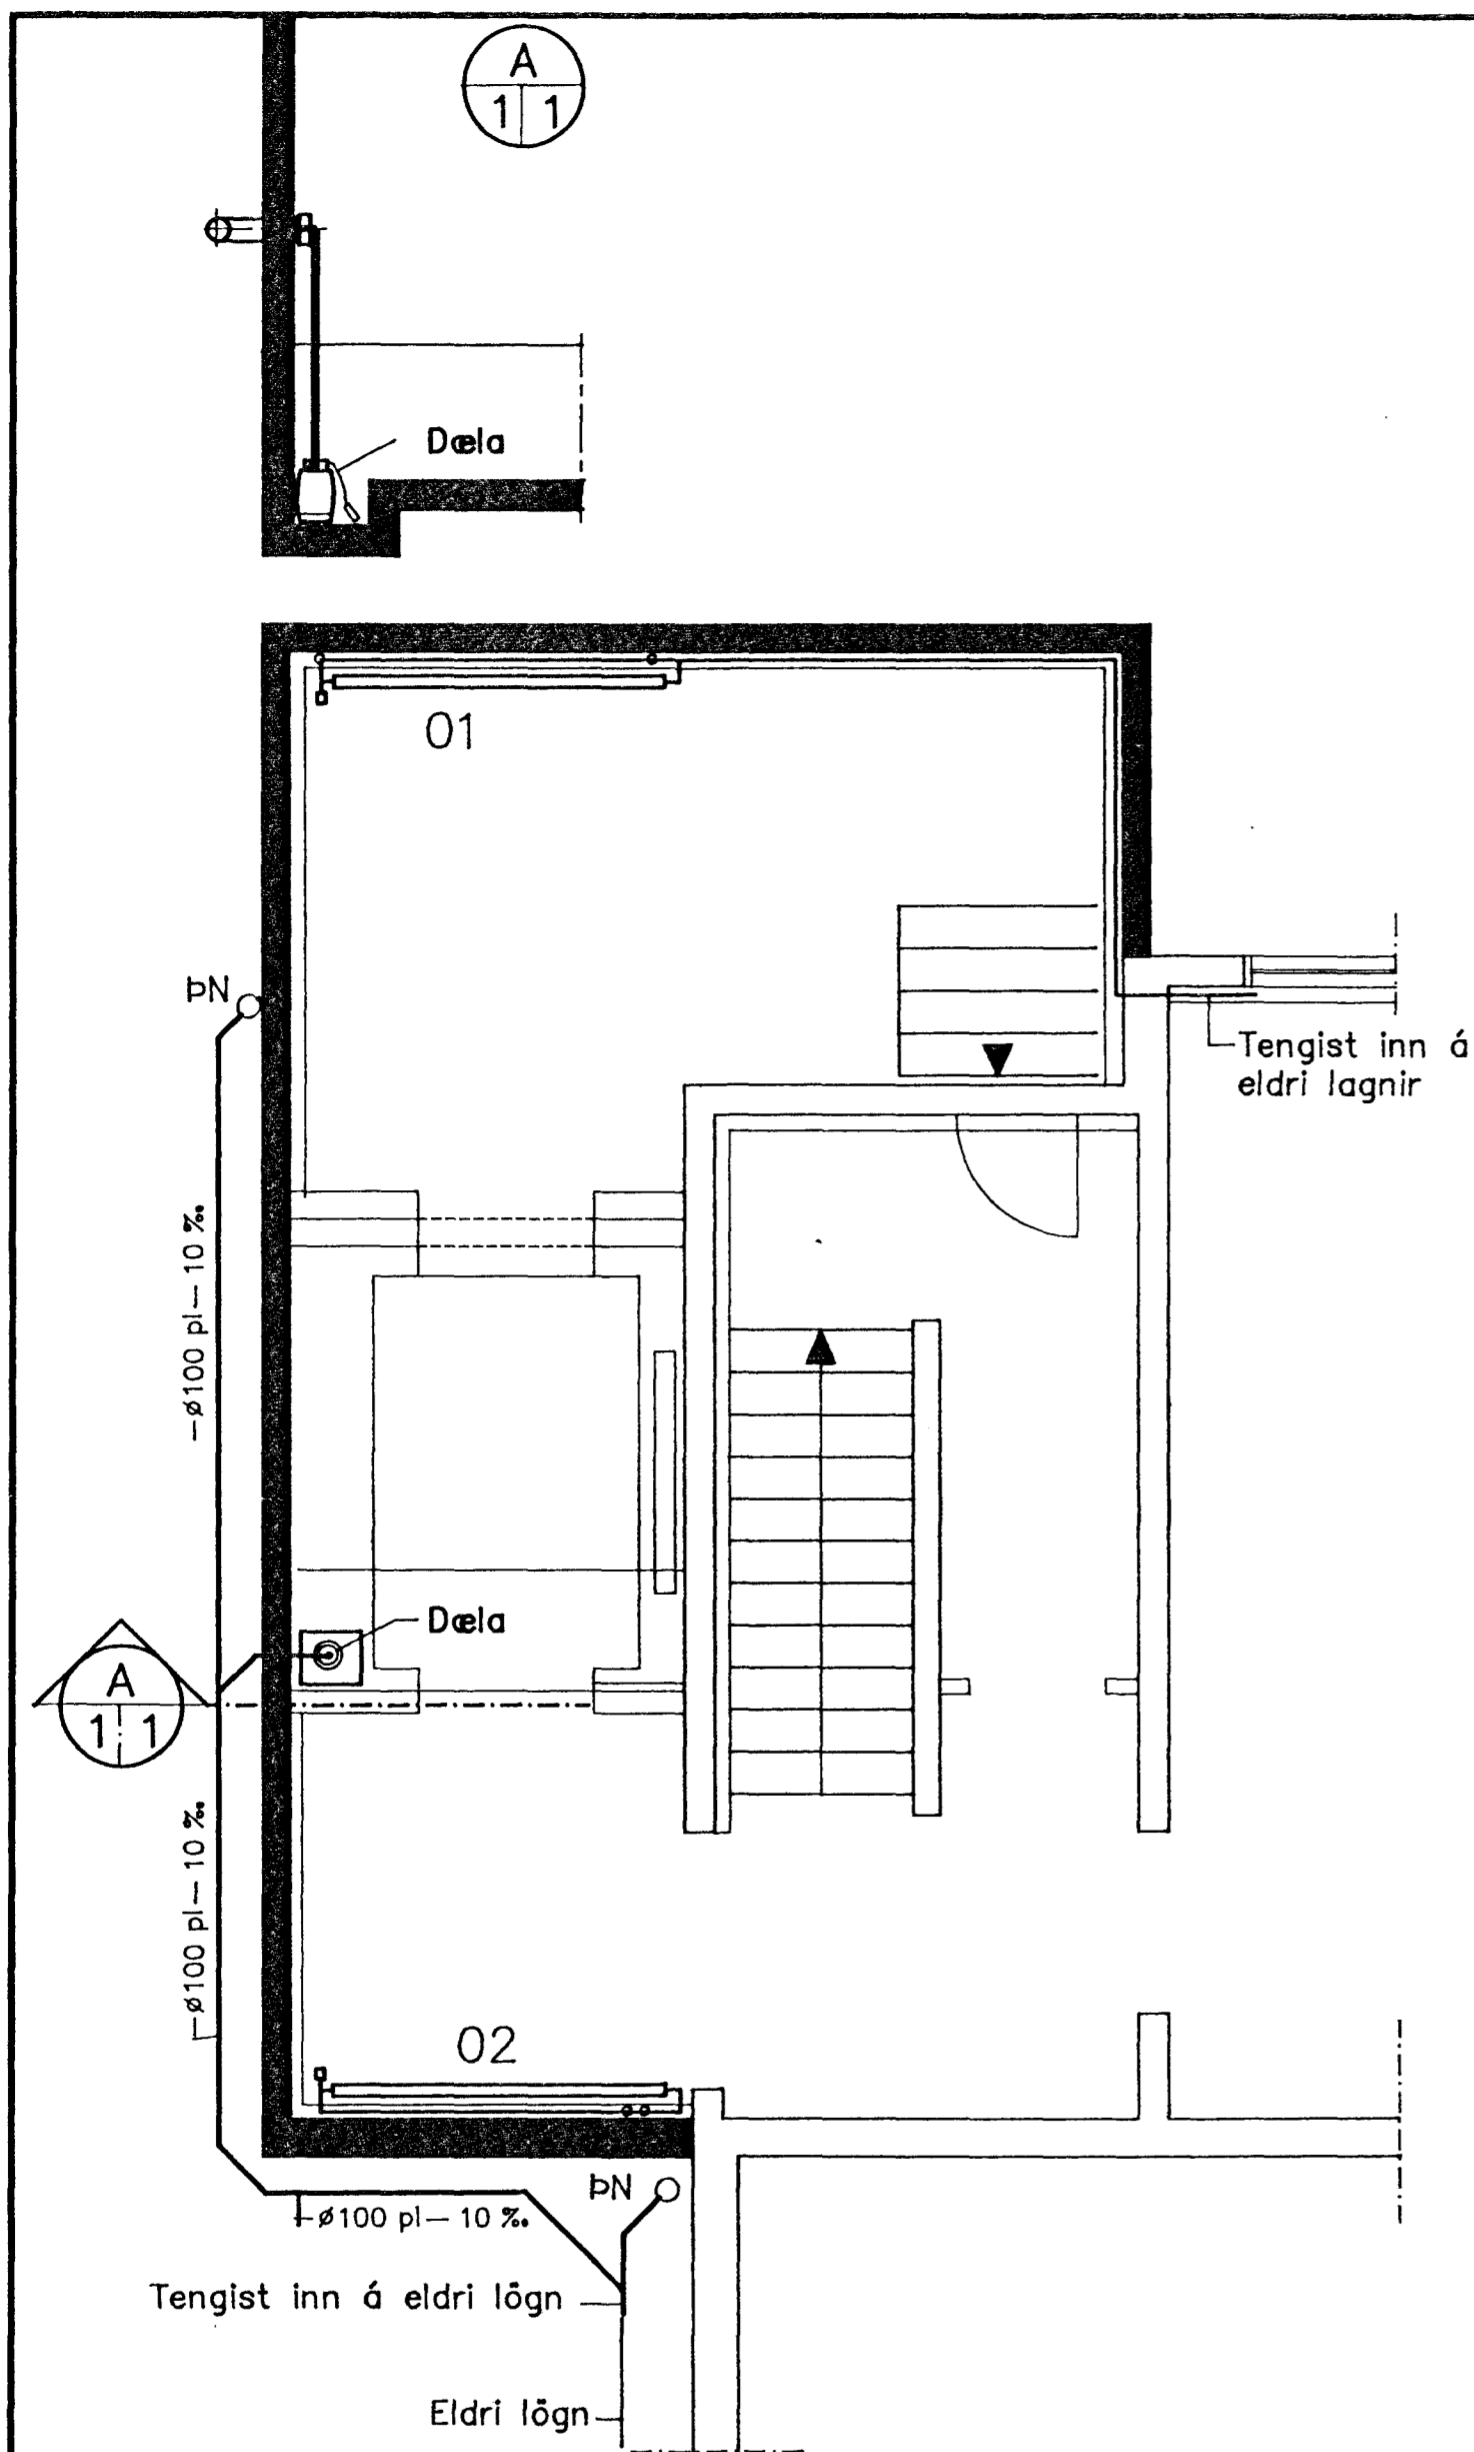 A
1 1
Dæla
01
ÞN
Tengist inn á
eldri lagnir
ø100 pl – 10 ‰
Dæla
A
1 1
ø100 pl – 10 ‰
02
ÞN
ø100 pl – 10 ‰
Tengist inn á eldri lögn
Eldri lögn